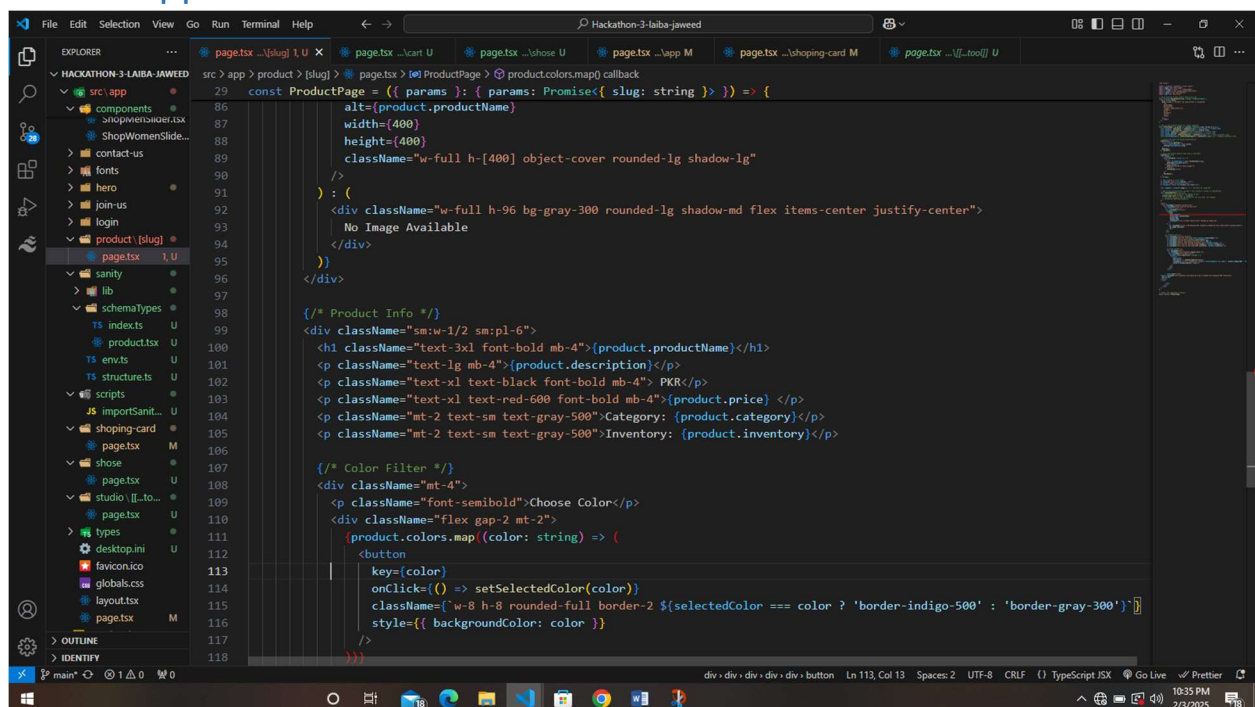 File Edit Selection View Go Run Terminal Help
Hackathon-3-laiba-jaweed
EXPLORER
page.tsx ...\[slug] 1, U
page.tsx ...\cart U
page.tsx ...\shose U
page.tsx ...\app M
page.tsx ...\shoping-card M
page.tsx ...\[[...tool]] U
HACKATHON-3-LAIBA-JAWEED
src\app
components
ShopMenSlider.tsx
ShopWomenSlide...
contact-us
fonts
hero
join-us
login
product\[slug]
page.tsx 1, U
sanity
lib
schemaTypes
TS index.ts U
product.tsx U
TS env.ts U
TS structure.ts U
scripts
JS importSanit... U
shoping-card
page.tsx M
shose
page.tsx U
studio\[[...to...
page.tsx U
types
desktop.ini U
favicon.ico
globals.css
layout.tsx
page.tsx M
OUTLINE
IDENTIFY
28
src > app > product > [slug] > page.tsx > ProductPage > product.colors.map() callback
29 const ProductPage = ({ params }: { params: Promise<{ slug: string }> }) => {
86 alt={product.productName}
87 width={400}
88 height={400}
89 className="w-full h-[400] object-cover rounded-lg shadow-lg"
90 />
91 ) : (
92 <div className="w-full h-96 bg-gray-300 rounded-lg shadow-md flex items-center justify-center">
93 No Image Available
94 </div>
95 )}
96 </div>
97
98 {/* Product Info */}
99 <div className="sm:w-1/2 sm:pl-6">
100 <h1 className="text-3xl font-bold mb-4">{product.productName}</h1>
101 <p className="text-lg mb-4">{product.description}</p>
102 <p className="text-xl text-black font-bold mb-4"> PKR</p>
103 <p className="text-xl text-red-600 font-bold mb-4">{product.price} </p>
104 <p className="mt-2 text-sm text-gray-500">Category: {product.category}</p>
105 <p className="mt-2 text-sm text-gray-500">Inventory: {product.inventory}</p>
106
107 {/* Color Filter */}
108 <div className="mt-4">
109 <p className="font-semibold">Choose Color</p>
110 <div className="flex gap-2 mt-2">
111 {product.colors.map((color: string) => (
112 <button
113 key={color}
114 onClick={() => setSelectedColor(color)}
115 className={`w-8 h-8 rounded-full border-2 ${selectedColor === color ? 'border-indigo-500' : 'border-gray-300'}`}
116 style={{ backgroundColor: color }}
117 />
118 ))}
main* 1 0 0
div > div > div > div > div > button Ln 113, Col 13 Spaces: 2 UTF-8 CRLF {} TypeScript JSX Go Live Prettier
10:35 PM
2/3/2025